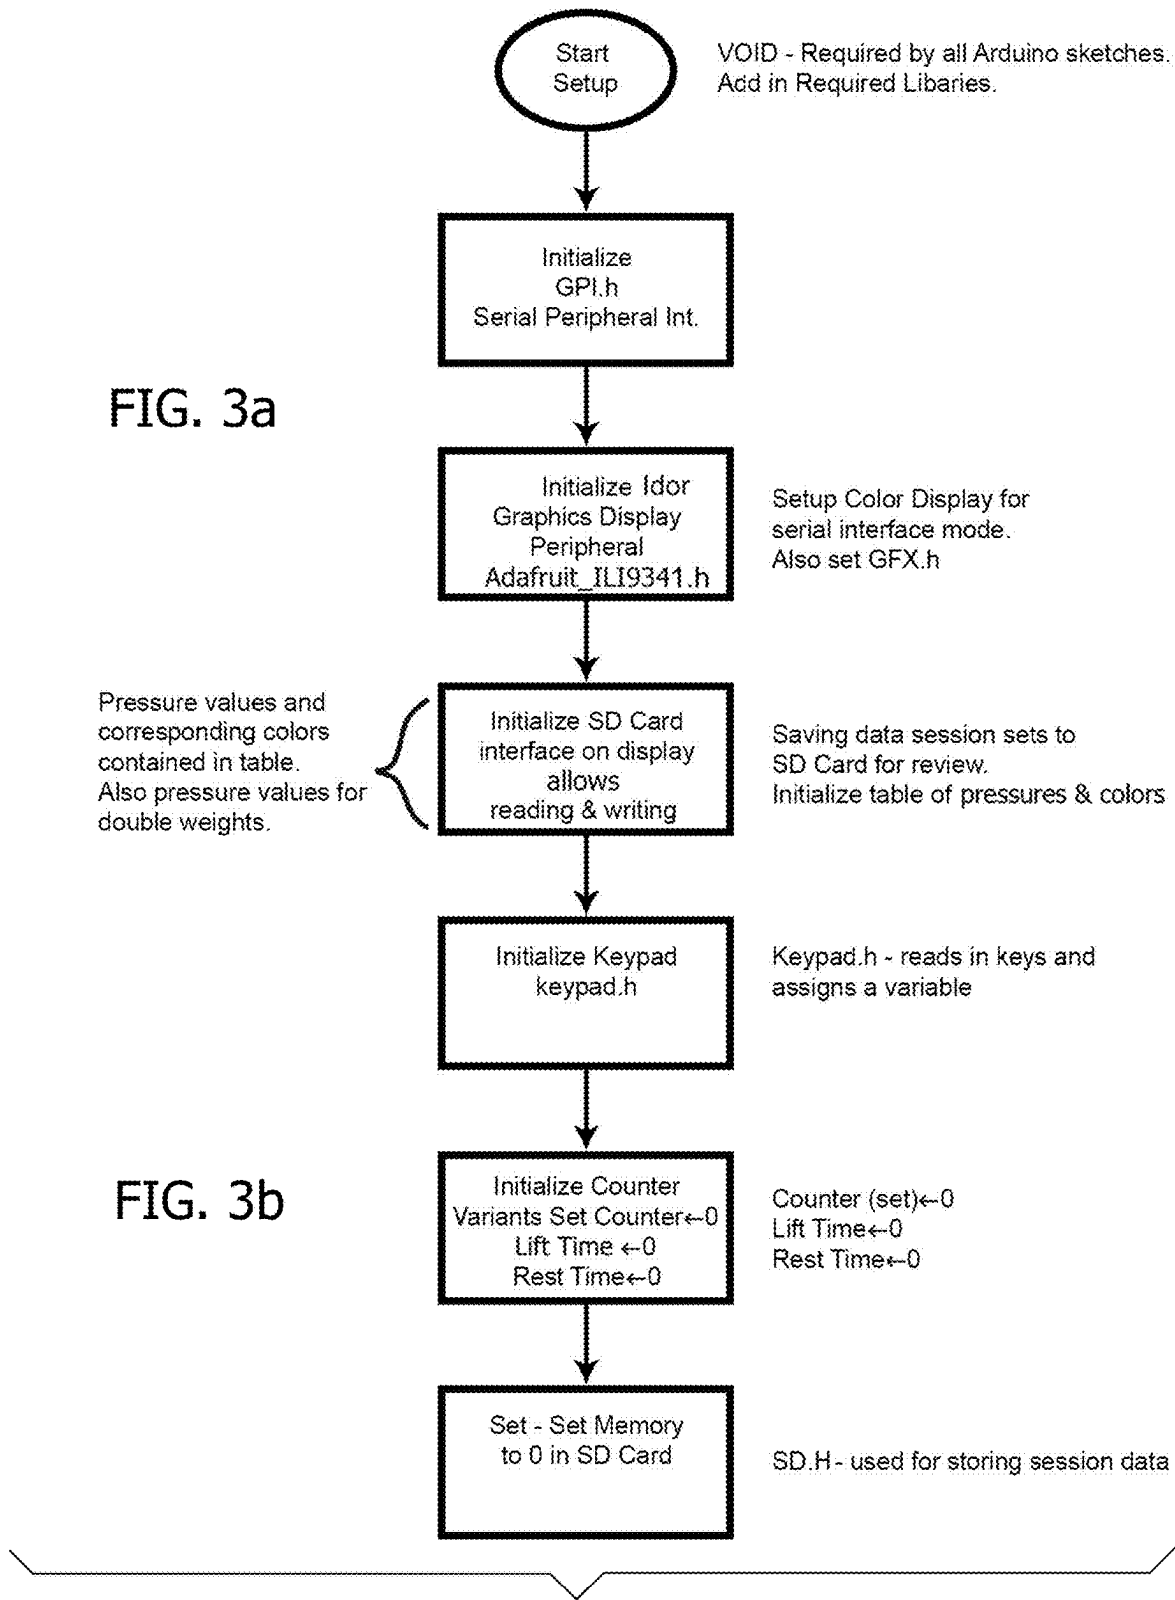 Start
Setup
VOID - Required by all Arduino sketches.
Add in Required Libaries.
Initialize
GPI.h
Serial Peripheral Int.
FIG. 3a
Initialize Idor
Graphics Display
Peripheral
Adafruit_ILI9341.h
Setup Color Display for
serial interface mode.
Also set GFX.h
Pressure values and
corresponding colors
contained in table.
Also pressure values for
double weights.
Initialize SD Card
interface on display
allows
reading & writing
Saving data session sets to
SD Card for review.
Initialize table of pressures & colors
Initialize Keypad
keypad.h
Keypad.h - reads in keys and
assigns a variable
FIG. 3b
Initialize Counter
Variants Set Counter←0
Lift Time ←0
Rest Time←0
Counter (set)←0
Lift Time←0
Rest Time←0
Set - Set Memory
to 0 in SD Card
SD.H - used for storing session data